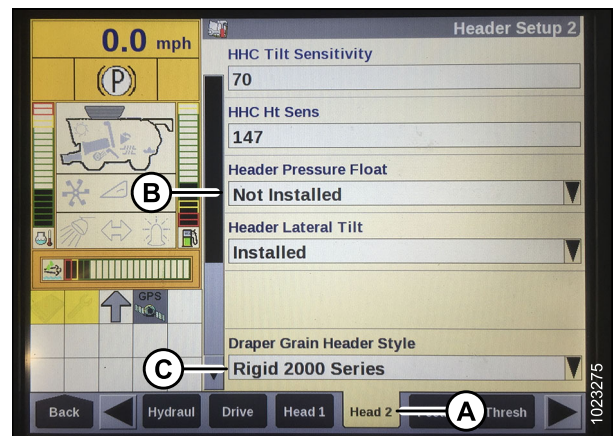 0.0 mph
(P)
GPS
Header Setup 2
HHC Tilt Sensitivity
70
HHC Ht Sens
147
Header Pressure Float
Not Installed
B
Header Lateral Tilt
Installed
Draper Grain Header Style
Rigid 2000 Series
C
Back
Hydraul
Drive
Head 1
Head 2
A
Thresh
1023275